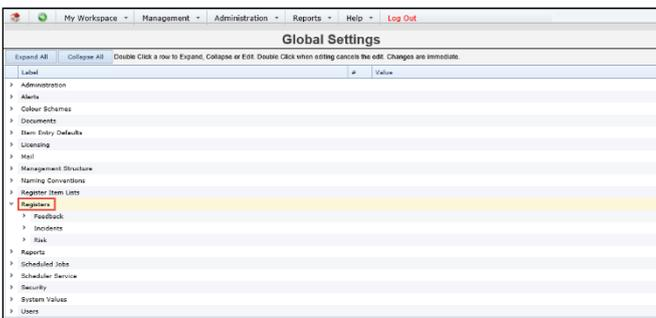 My Workspace Management Administration Reports Help Log Out
Global Settings
Expand All Collapse All Double Click a row to Expand, Collapse or Edit. Double Click when editing cancels the edit. Changes are immediate.
Label # Value
Administration
Alerts
Colour Schemes
Documents
Item Entry Defaults
Licensing
Mail
Management Structure
Naming Conventions
Register Item Lists
Registers
Feedback
Incidents
Risk
Reports
Scheduled Jobs
Scheduler Service
Security
System Values
Users